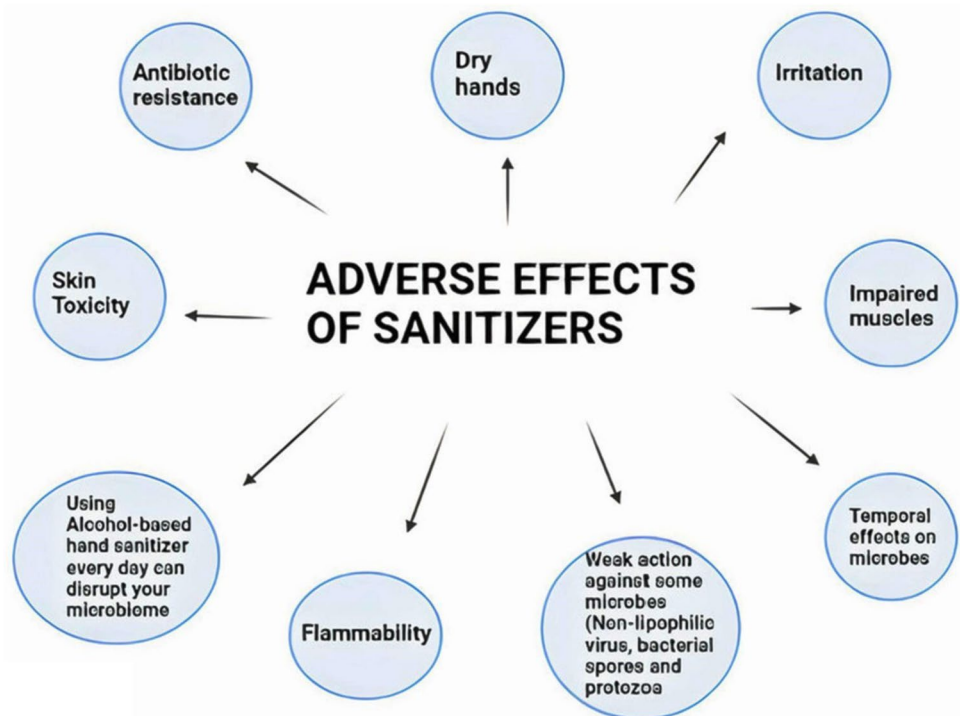 Antibiotic
resistance
Dry
hands
Irritation
ADVERSE EFFECTS
OF SANITIZERS
Skin
Toxicity
Impaired
muscles
Using
Alcohol-based
hand sanitizer
every day can
disrupt your
microbiome
Flammability
Weak action
against some
microbes
(Non-lipophilic
virus, bacterial
spores and
protozoa
Temporal
effects on
microbes